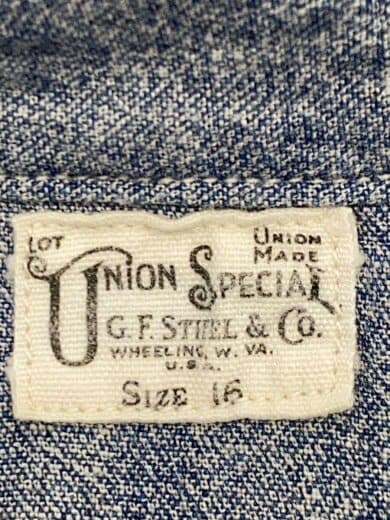 LOT
UNION MADE
UNION SPECIAL
G. F. STIFEL & CO.
WHEELING, W. VA.
U.S.A.
SIZE 16